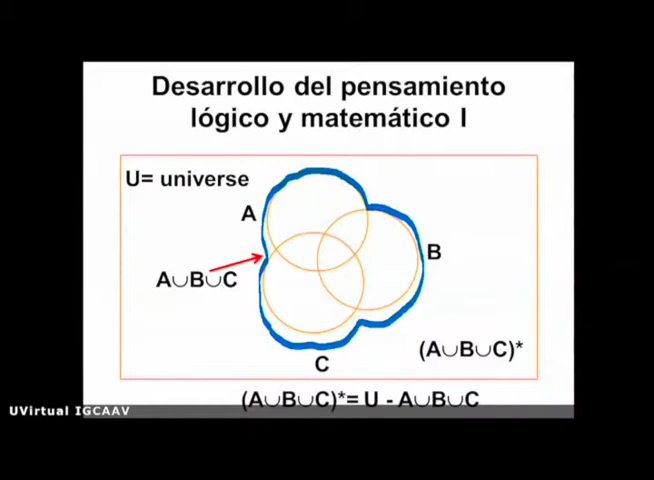 Desarrollo del pensamiento
lógico y matemático I
U= universe
A
B
A∪B∪C
(A∪B∪C)*
C
(A∪B∪C)*= U - A∪B∪C
UVirtual IGCAAV